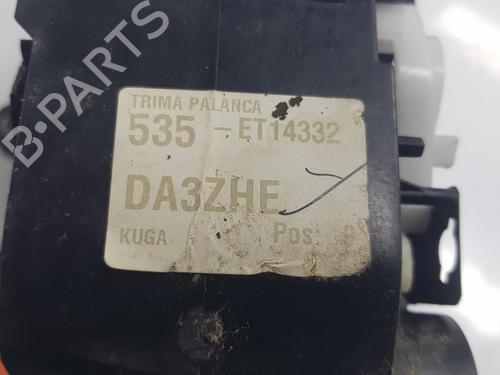 B-PARTS
TRIMA PALANCA
535 - ET14332
DA3ZHE
KUGA Pos: